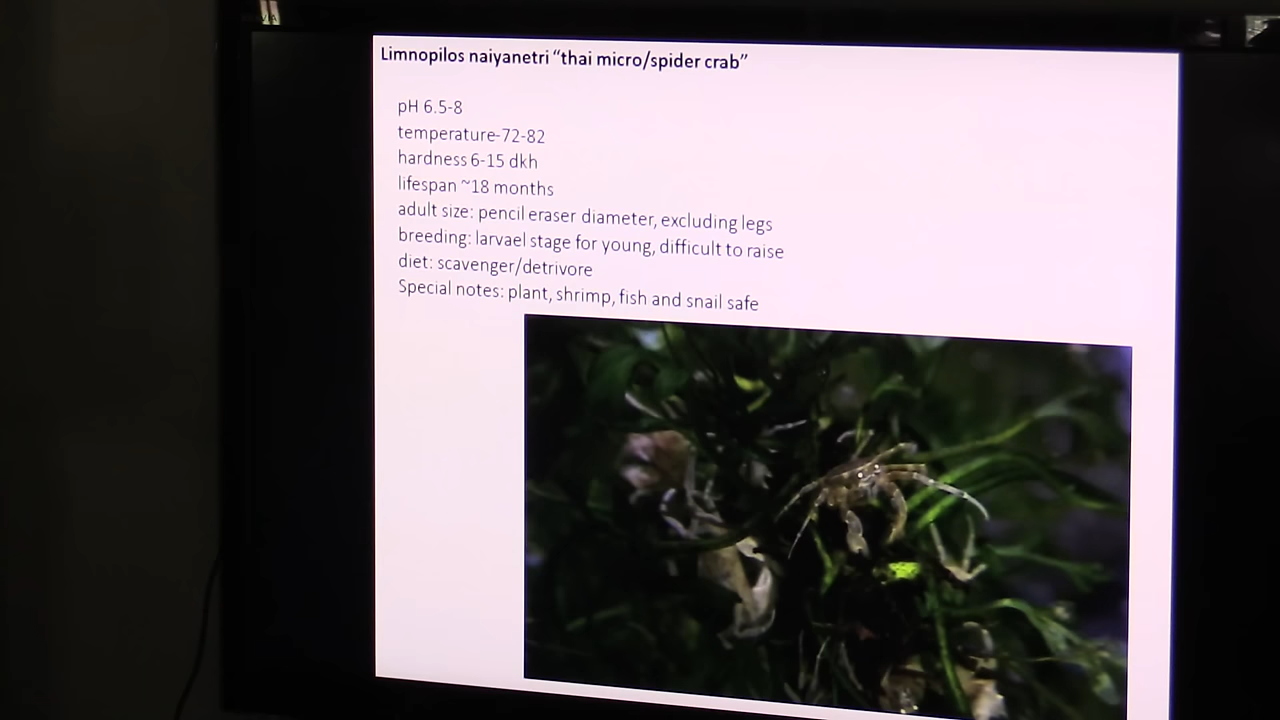 Limnopilos naiyanetri “thai micro/spider crab”
pH 6.5-8
temperature-72-82
hardness 6-15 dkh
lifespan ~18 months
adult size: pencil eraser diameter, excluding legs
breeding: larvael stage for young, difficult to raise
diet: scavenger/detrivore
Special notes: plant, shrimp, fish and snail safe